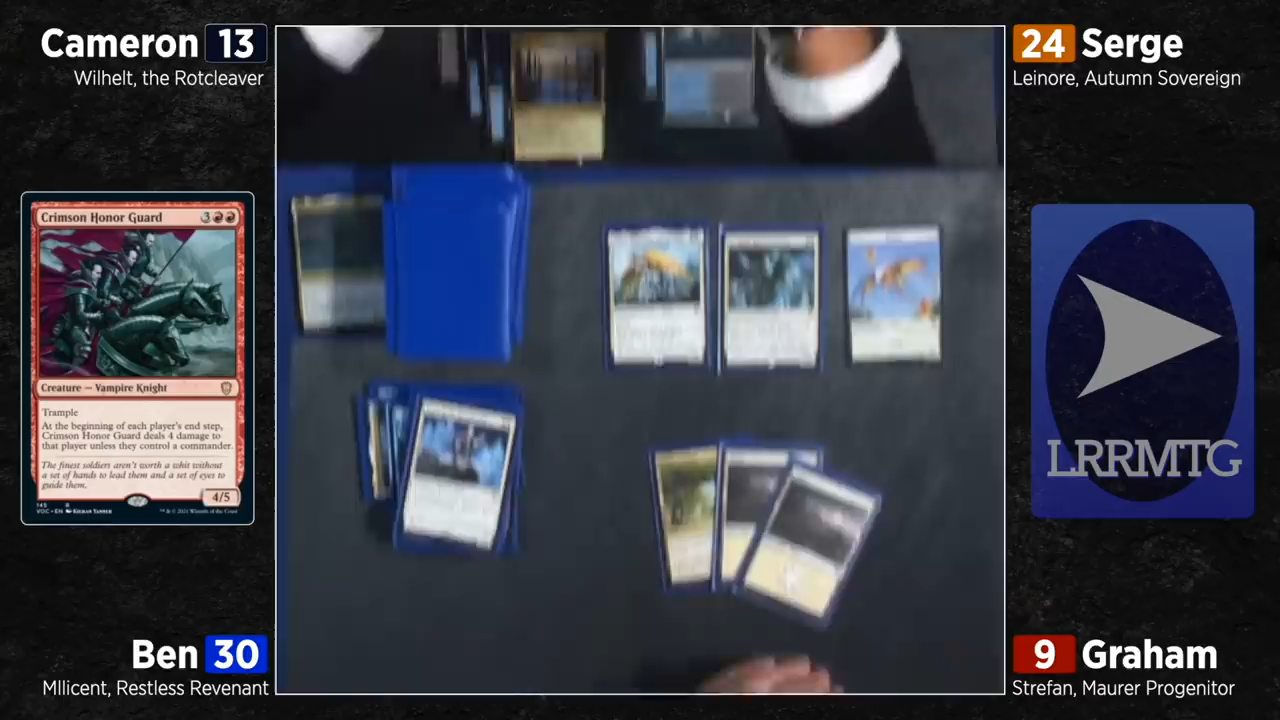 Cameron 13
Wilhelt, the Rotcleaver
24 Serge
Leinore, Autumn Sovereign
Crimson Honor Guard 3
Creature — Vampire Knight
Trample
At the beginning of each player's end step,
Crimson Honor Guard deals 4 damage to
that player unless they control a commander.
The finest soldiers aren't worth a whit without
a set of hands to lead them and a set of eyes to
guide them.
4/5
LRRMTG
Ben 30
MIlicent, Restless Revenant
9 Graham
Strefan, Maurer Progenitor